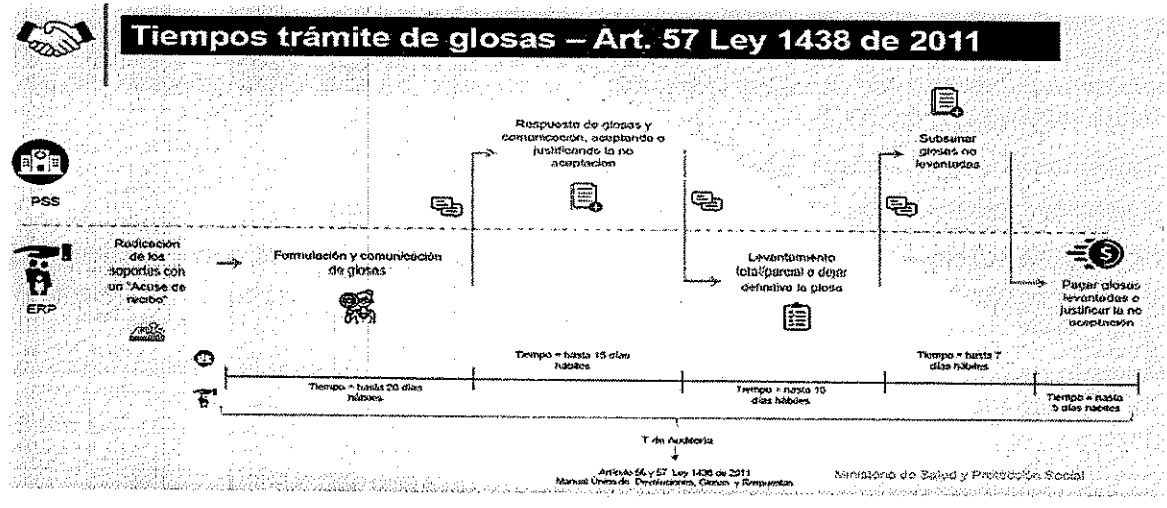 Tiempos trámite de glosas – Art. 57 Ley 1438 de 2011
Respuesta de glosas y
comunicación, aceptando o
justificando la no
aceptación
Subsanar
glosas no
levantadas
PSS
Radicación
de los
soportes con
un "Acuse de
recibo"
Formulación y comunicación
de glosas
Levantamiento
total/parcial o dejar
definitiva la glosa
ERP
Pagar glosas
levantadas o
justificar la no
aceptación
Tiempo = hasta 15 días
hábiles
Tiempo = hasta 7
días hábiles
Tiempo = hasta 20 días
hábiles
Tiempo = hasta 10
días hábiles
Tiempo = hasta
5 días hábiles
T de Auditoría
Artículo 56 y 57 Ley 1438 de 2011
Manual Único de Devoluciones, Glosas y Respuestas
Ministerio de Salud y Protección Social